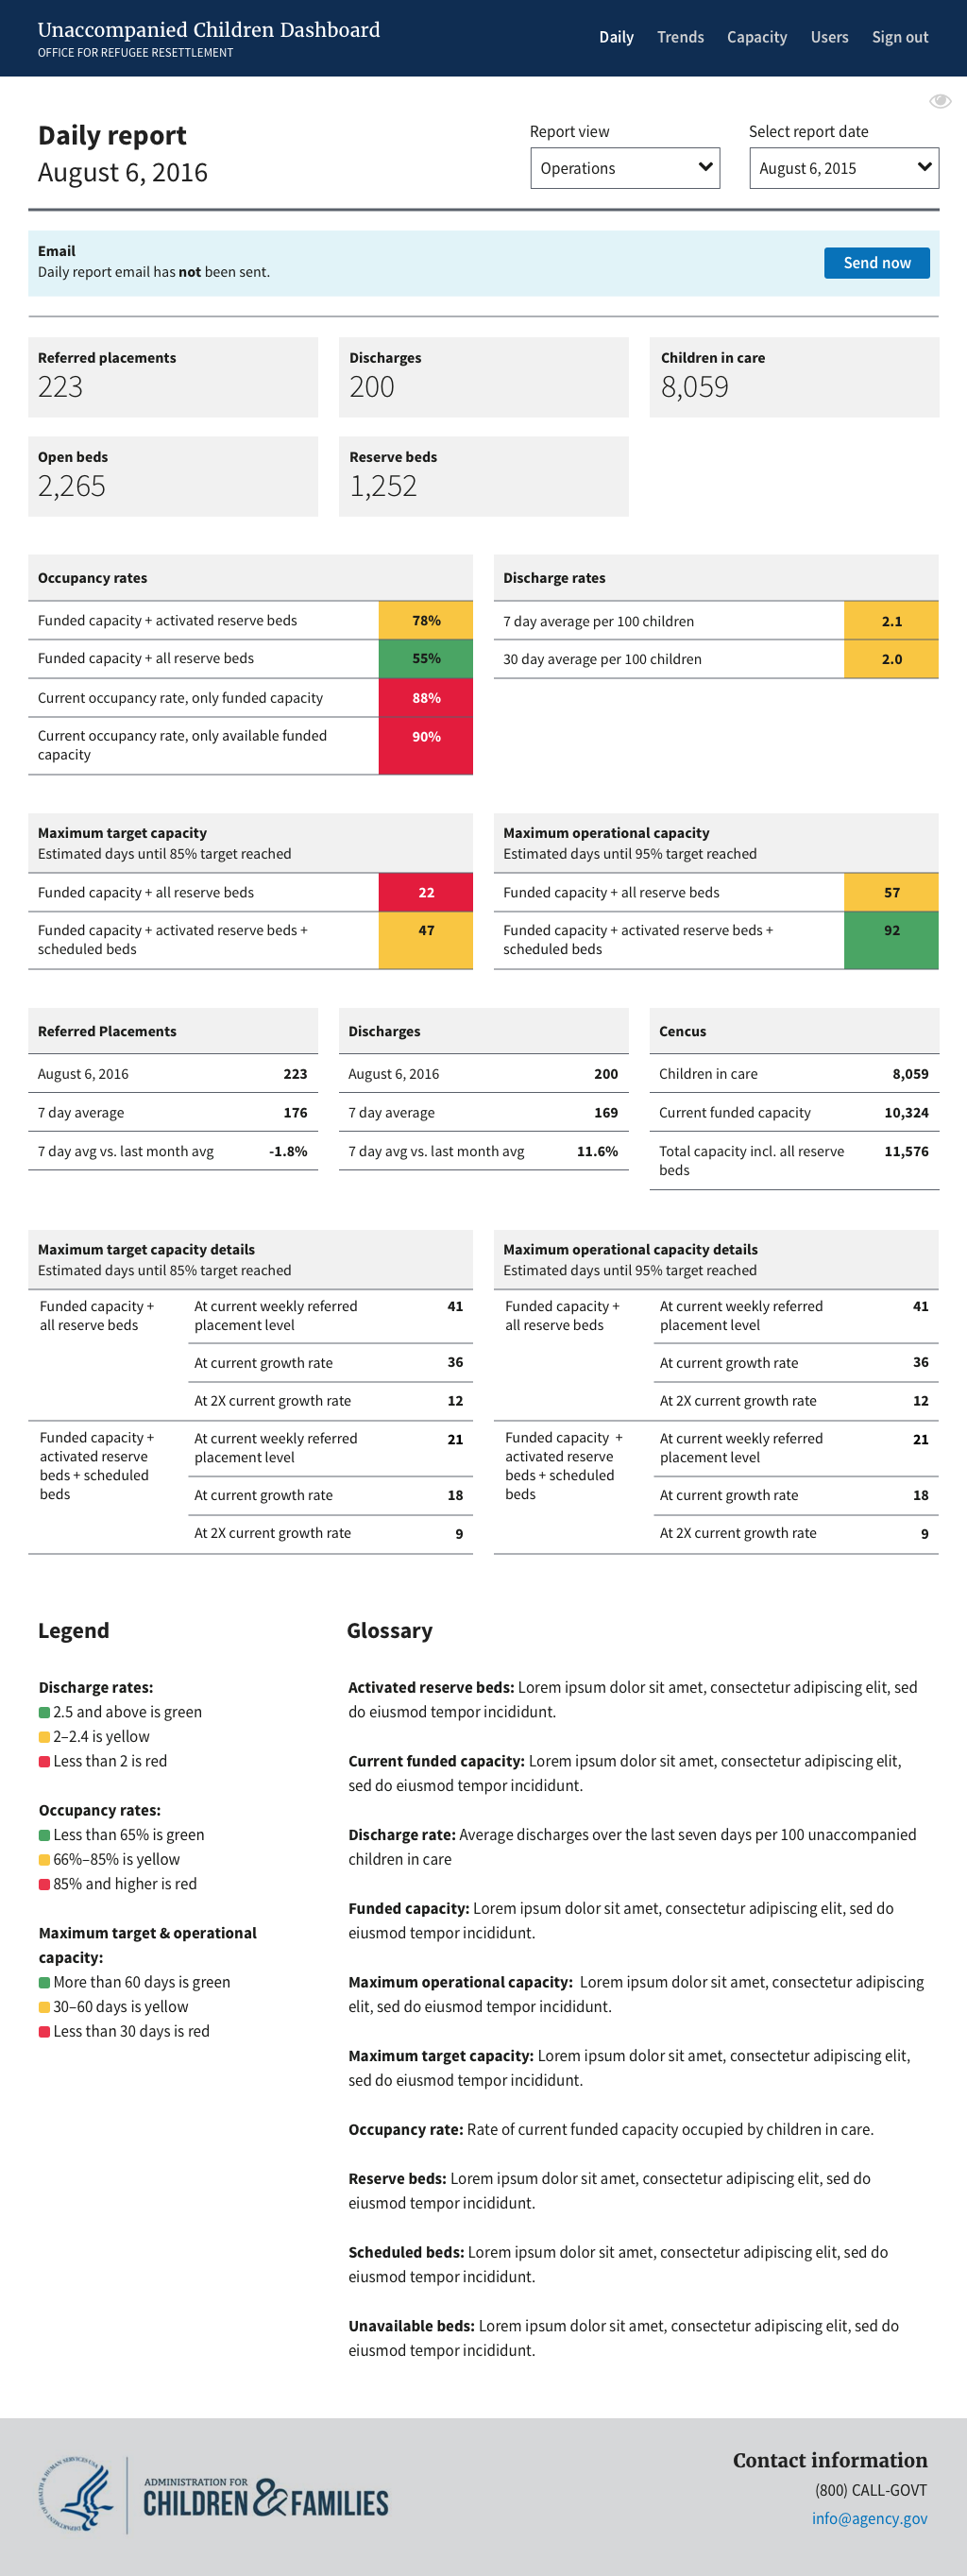 Unaccompanied Children Dashboard
OFFICE FOR REFUGEE RESETTLEMENT
Daily Trends Capacity Users Sign out
Daily report
August 6, 2016
Report view
Operations
Select report date
August 6, 2015
Email
Daily report email has not been sent.
Send now
Referred placements
223
Discharges
200
Children in care
8,059
Open beds
2,265
Reserve beds
1,252
Occupancy rates
Funded capacity + activated reserve beds 78%
Funded capacity + all reserve beds 55%
Current occupancy rate, only funded capacity 88%
Current occupancy rate, only available funded 90%
capacity
Discharge rates
7 day average per 100 children 2.1
30 day average per 100 children 2.0
Maximum target capacity
Estimated days until 85% target reached
Funded capacity + all reserve beds 22
Funded capacity + activated reserve beds + 47
scheduled beds
Maximum operational capacity
Estimated days until 95% target reached
Funded capacity + all reserve beds 57
Funded capacity + activated reserve beds + 92
scheduled beds
Referred Placements
August 6, 2016 223
7 day average 176
7 day avg vs. last month avg -1.8%
Discharges
August 6, 2016 200
7 day average 169
7 day avg vs. last month avg 11.6%
Cencus
Children in care 8,059
Current funded capacity 10,324
Total capacity incl. all reserve 11,576
beds
Maximum target capacity details
Estimated days until 85% target reached
Funded capacity +
all reserve beds
At current weekly referred 41
placement level
At current growth rate 36
At 2X current growth rate 12
Funded capacity +
activated reserve
beds + scheduled
beds
At current weekly referred 21
placement level
At current growth rate 18
At 2X current growth rate 9
Maximum operational capacity details
Estimated days until 95% target reached
Funded capacity +
all reserve beds
At current weekly referred 41
placement level
At current growth rate 36
At 2X current growth rate 12
Funded capacity +
activated reserve
beds + scheduled
beds
At current weekly referred 21
placement level
At current growth rate 18
At 2X current growth rate 9
Legend
Discharge rates:
2.5 and above is green
2–2.4 is yellow
Less than 2 is red
Occupancy rates:
Less than 65% is green
66%–85% is yellow
85% and higher is red
Maximum target & operational
capacity:
More than 60 days is green
30–60 days is yellow
Less than 30 days is red
Glossary
Activated reserve beds: Lorem ipsum dolor sit amet, consectetur adipiscing elit, sed
do eiusmod tempor incididunt.
Current funded capacity: Lorem ipsum dolor sit amet, consectetur adipiscing elit,
sed do eiusmod tempor incididunt.
Discharge rate: Average discharges over the last seven days per 100 unaccompanied
children in care
Funded capacity: Lorem ipsum dolor sit amet, consectetur adipiscing elit, sed do
eiusmod tempor incididunt.
Maximum operational capacity: Lorem ipsum dolor sit amet, consectetur adipiscing
elit, sed do eiusmod tempor incididunt.
Maximum target capacity: Lorem ipsum dolor sit amet, consectetur adipiscing elit,
sed do eiusmod tempor incididunt.
Occupancy rate: Rate of current funded capacity occupied by children in care.
Reserve beds: Lorem ipsum dolor sit amet, consectetur adipiscing elit, sed do
eiusmod tempor incididunt.
Scheduled beds: Lorem ipsum dolor sit amet, consectetur adipiscing elit, sed do
eiusmod tempor incididunt.
Unavailable beds: Lorem ipsum dolor sit amet, consectetur adipiscing elit, sed do
eiusmod tempor incididunt.
DEPARTMENT OF HEALTH & HUMAN SERVICES·USA
ADMINISTRATION FOR
CHILDREN & FAMILIES
Contact information
(800) CALL-GOVT
info@agency.gov